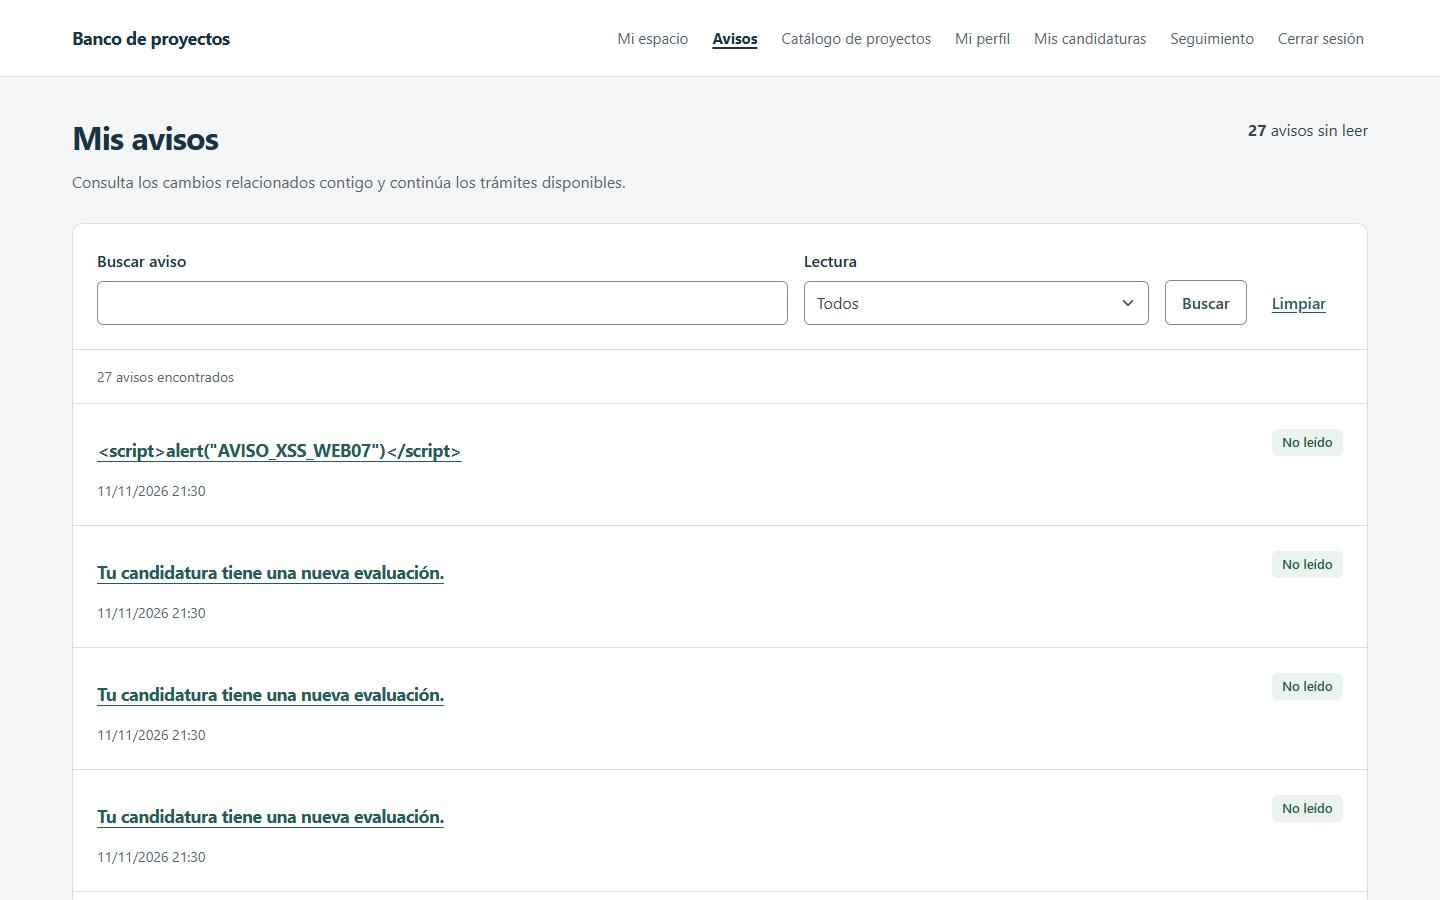 Banco de proyectos
Mi espacio Avisos Catálogo de proyectos Mi perfil Mis candidaturas Seguimiento Cerrar sesión
Mis avisos
27 avisos sin leer
Consulta los cambios relacionados contigo y continúa los trámites disponibles.
Buscar aviso
Lectura
Todos
Buscar
Limpiar
27 avisos encontrados
<script>alert("AVISO_XSS_WEB07")</script>
No leído
11/11/2026 21:30
Tu candidatura tiene una nueva evaluación.
No leído
11/11/2026 21:30
Tu candidatura tiene una nueva evaluación.
No leído
11/11/2026 21:30
Tu candidatura tiene una nueva evaluación.
No leído
11/11/2026 21:30